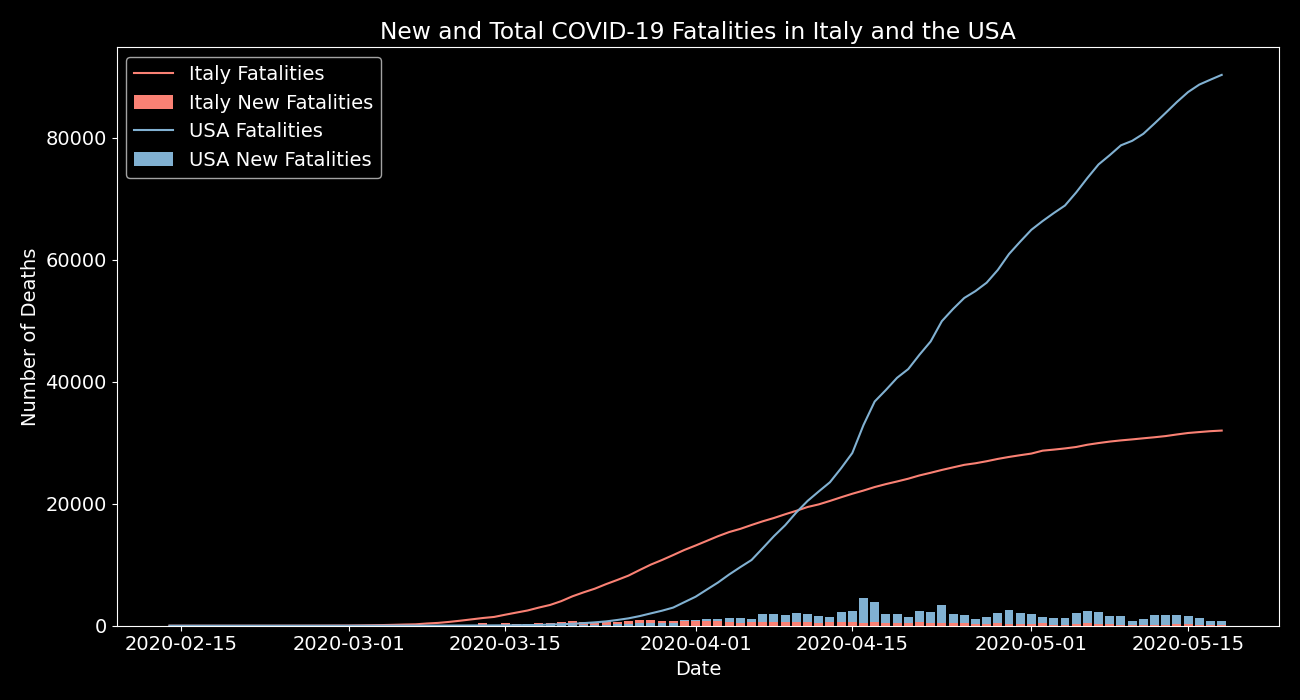 New and Total COVID-19 Fatalities in Italy and the USA
Italy Fatalities
Italy New Fatalities
USA Fatalities
USA New Fatalities
80000
60000
40000
20000
0
Number of Deaths
2020-02-15 2020-03-01 2020-03-15 2020-04-01 2020-04-15 2020-05-01 2020-05-15
Date